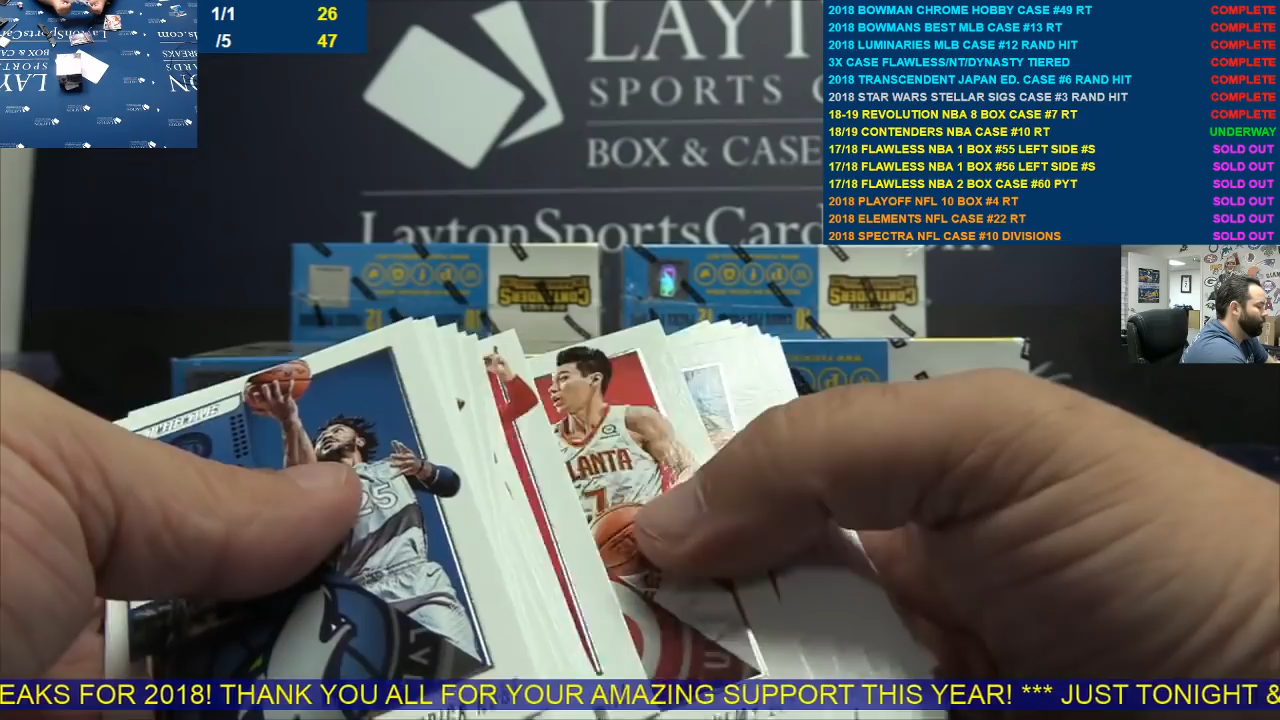 1/1 26
/5 47
2018 BOWMAN CHROME HOBBY CASE #49 RT COMPLETE
2018 BOWMANS BEST MLB CASE #13 RT COMPLETE
2018 LUMINARIES MLB CASE #12 RAND HIT COMPLETE
3X CASE FLAWLESS/NT/DYNASTY TIERED COMPLETE
2018 TRANSCENDENT JAPAN ED. CASE #6 RAND HIT COMPLETE
2018 STAR WARS STELLAR SIGS CASE #3 RAND HIT COMPLETE
18-19 REVOLUTION NBA 8 BOX CASE #7 RT COMPLETE
18/19 CONTENDERS NBA CASE #10 RT UNDERWAY
17/18 FLAWLESS NBA 1 BOX #55 LEFT SIDE #S SOLD OUT
17/18 FLAWLESS NBA 1 BOX #56 LEFT SIDE #S SOLD OUT
17/18 FLAWLESS NBA 2 BOX CASE #60 PYT SOLD OUT
2018 PLAYOFF NFL 10 BOX #4 RT SOLD OUT
2018 ELEMENTS NFL CASE #22 RT SOLD OUT
2018 SPECTRA NFL CASE #10 DIVISIONS SOLD OUT
LAYT
SPORTS C
BOX & CASE
LaytonSportsCard
CONTENDERS
CONTENDERS
25
LANTA
7
EAKS FOR 2018! THANK YOU ALL FOR YOUR AMAZING SUPPORT THIS YEAR! *** JUST TONIGHT &